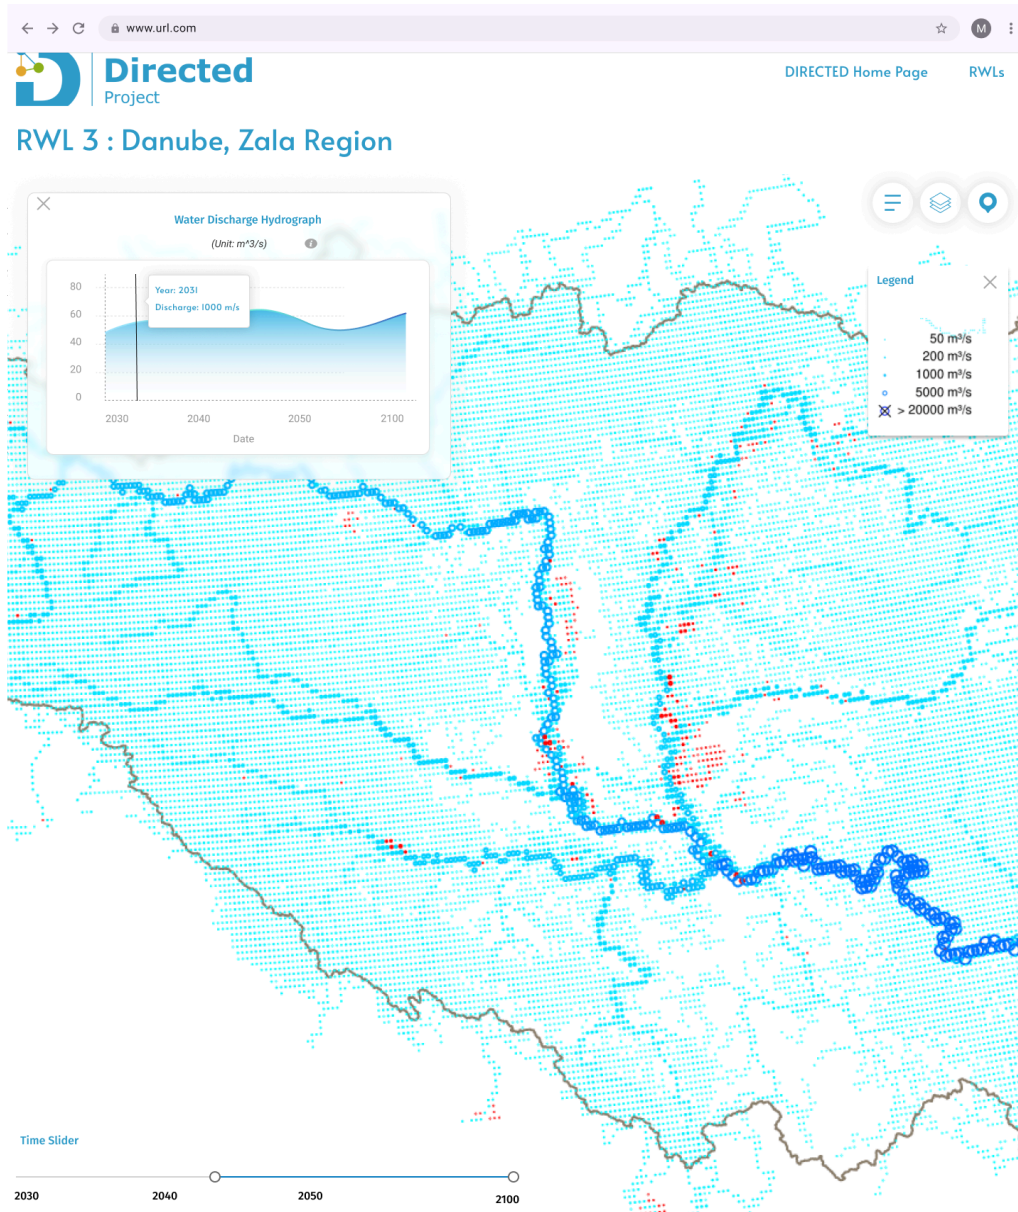 www.url.com
M
Directed
Project
DIRECTED Home Page
RWLs
RWL 3 : Danube, Zala Region
Water Discharge Hydrograph
(Unit: m^3/s)
i
80
60
40
20
0
Year: 2031
Discharge: 1000 m/s
2030 2040 2050 2100
Date
Legend
50 m³/s
200 m³/s
1000 m³/s
5000 m³/s
> 20000 m³/s
Time Slider
2030 2040 2050 2100